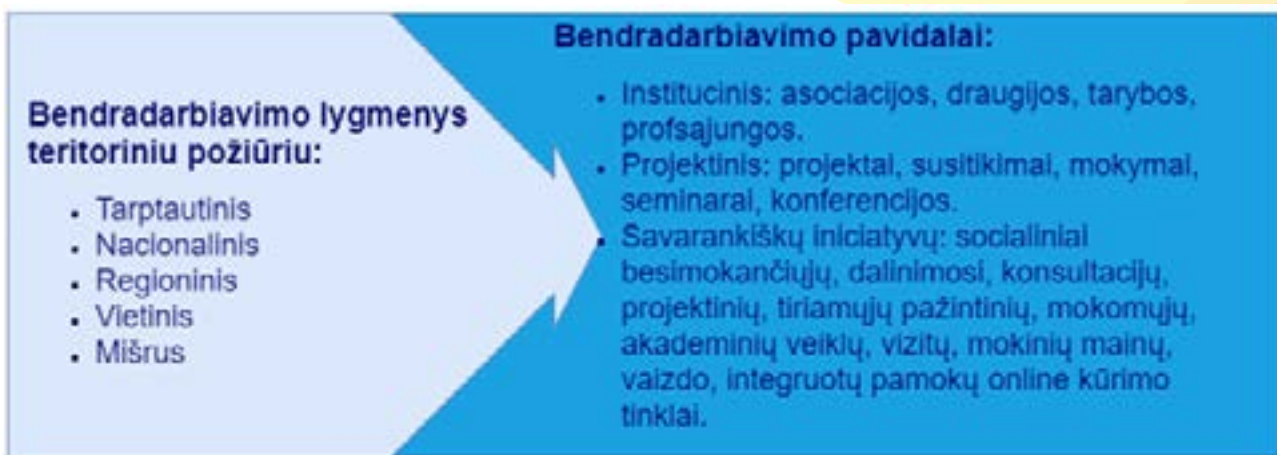 Bendradarbiavimo lygmenys
teritoriniu požiūriu:
Tarptautinis
Nacionalinis
Regioninis
Vietinis
Mišrus
Bendradarbiavimo pavidalai:
Institucinis: asociacijos, draugijos, tarybos,
profsąjungos.
Projektinis: projektai, susitikimai, mokymai,
seminarai, konferencijos.
Savarankiškų iniciatyvų: socialiniai
besimokančiųjų, dalinimosi, konsultacijų,
projektinių, tiriamųjų pažintinių, mokomųjų,
akademinių veiklų, vizitų, mokinių mainų,
vaizdo, integruotų pamokų online kūrimo
tinklai.